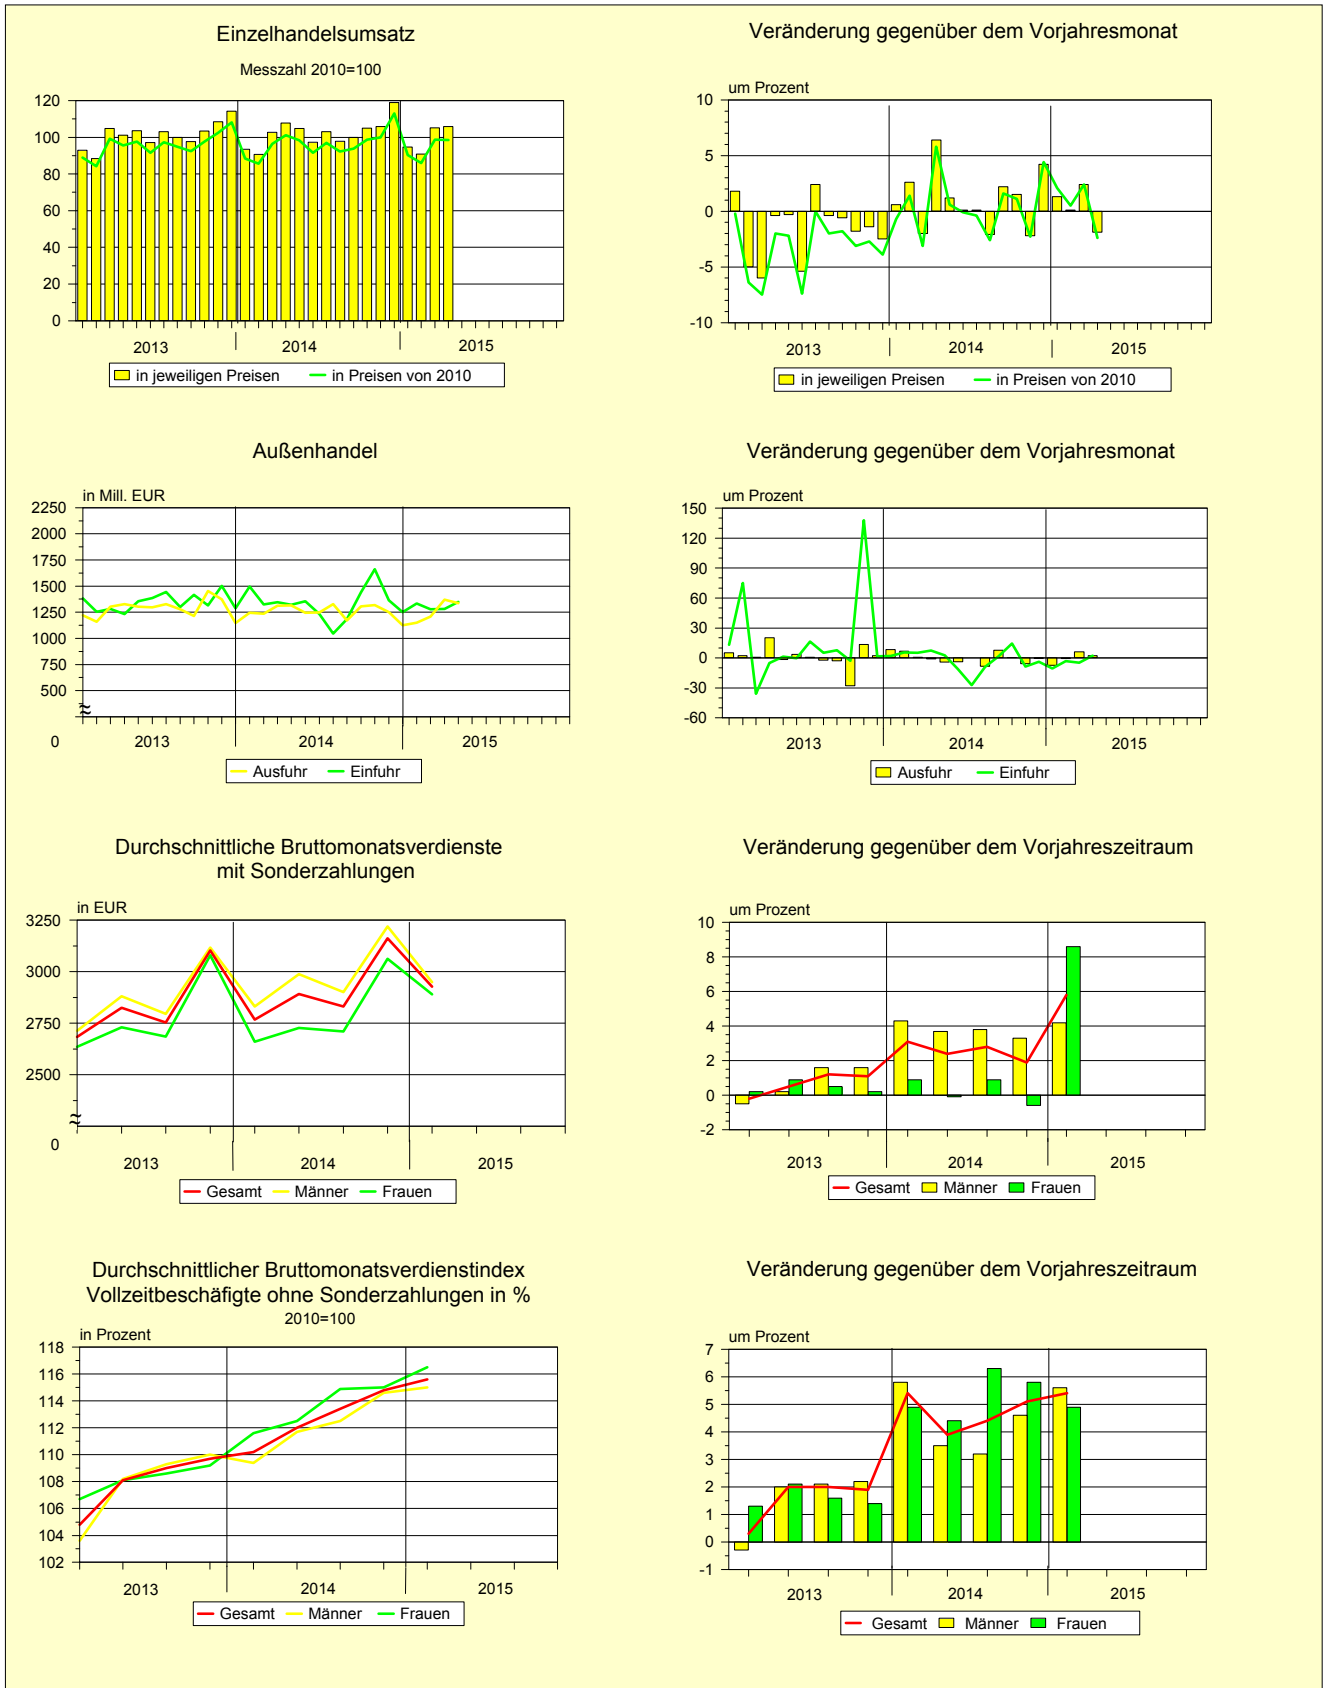 Einzelhandelsumsatz
Messzahl 2010=100
120
100
80
60
40
20
0
2013
2014
2015
in jeweiligen Preisen
in Preisen von 2010
Veränderung gegenüber dem Vorjahresmonat
um Prozent
10
5
0
-5
-10
2013
2014
2015
in jeweiligen Preisen
in Preisen von 2010
Außenhandel
in Mill. EUR
2250
2000
1750
1500
1250
1000
750
500
0
2013
2014
2015
Ausfuhr
Einfuhr
Veränderung gegenüber dem Vorjahresmonat
um Prozent
150
120
90
60
30
0
-30
-60
2013
2014
2015
Ausfuhr
Einfuhr
Durchschnittliche Bruttomonatsverdienste
mit Sonderzahlungen
in EUR
3250
3000
2750
2500
0
2013
2014
2015
Gesamt
Männer
Frauen
Veränderung gegenüber dem Vorjahreszeitraum
um Prozent
10
8
6
4
2
0
-2
2013
2014
2015
Gesamt
Männer
Frauen
Durchschnittlicher Bruttomonatsverdienstindex
Vollzeitbeschäfigte ohne Sonderzahlungen in %
2010=100
in Prozent
118
116
114
112
110
108
106
104
102
2013
2014
2015
Gesamt
Männer
Frauen
Veränderung gegenüber dem Vorjahreszeitraum
um Prozent
7
6
5
4
3
2
1
0
-1
2013
2014
2015
Gesamt
Männer
Frauen